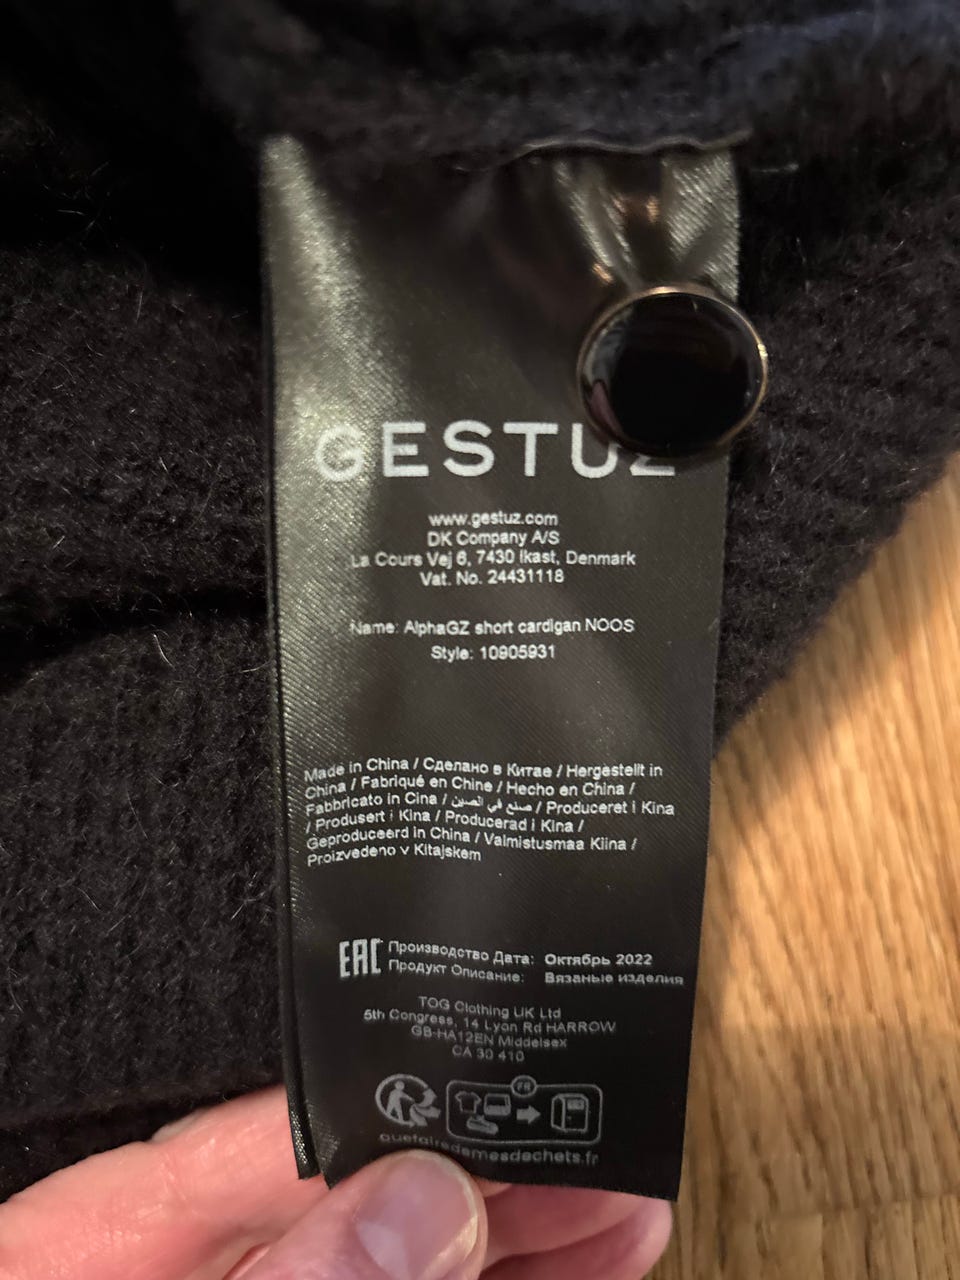 GESTUZ
www.gestuz.com
DK Company A/S
La Cours Vej 6, 7430 Ikast, Denmark
Vat. No. 24431118
Name: AlphaGZ short cardigan NOOS
Style: 10905931
Made in China / Сделано в Китае / Hergestellt in
China / Fabriqué en Chine / Hecho en China /
Fabbricato in Cina / صنع في الصين / Produceret i Kina
/ Produsert i Kina / Producerad i Kina /
Geproduceerd in China / Valmistusmaa Kiina /
Proizvedeno v Kitajskem
EAC
Производство Дата: Октябрь 2022
Продукт Описание: Вязаные изделия
TOG Clothing UK Ltd
5th Congress, 14 Lyon Rd HARROW
GB-HA12EN Middelsex
CA 30 410
FR
quefairedemesdechets.fr